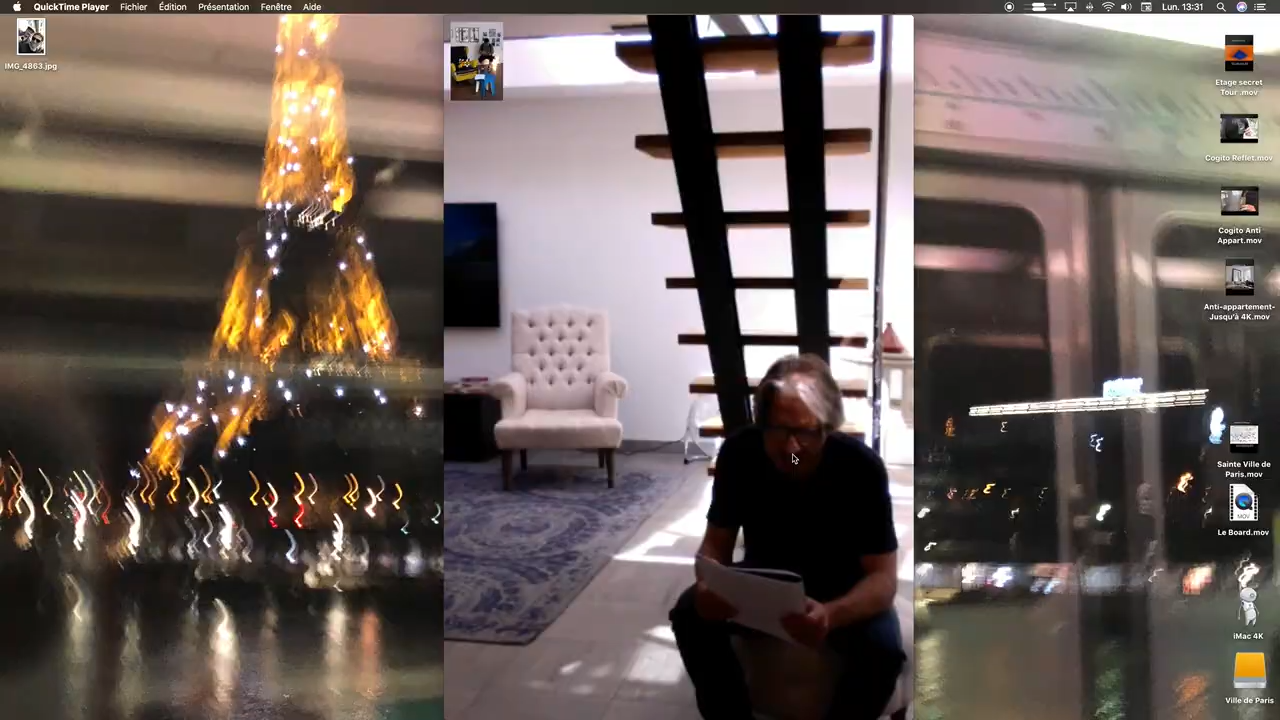 QuickTime Player Fichier Édition Présentation Fenêtre Aide
Lun. 13:31
IMG_4863.jpg
Etage secret
Tour .mov
Cogito Reflet.mov
Cogito Anti
Appart.mov
Anti-appartement-
Jusqu'à 4K.mov
Sainte Ville de
Paris.mov
MOV
Le Board.mov
iMac 4K
Ville de Paris